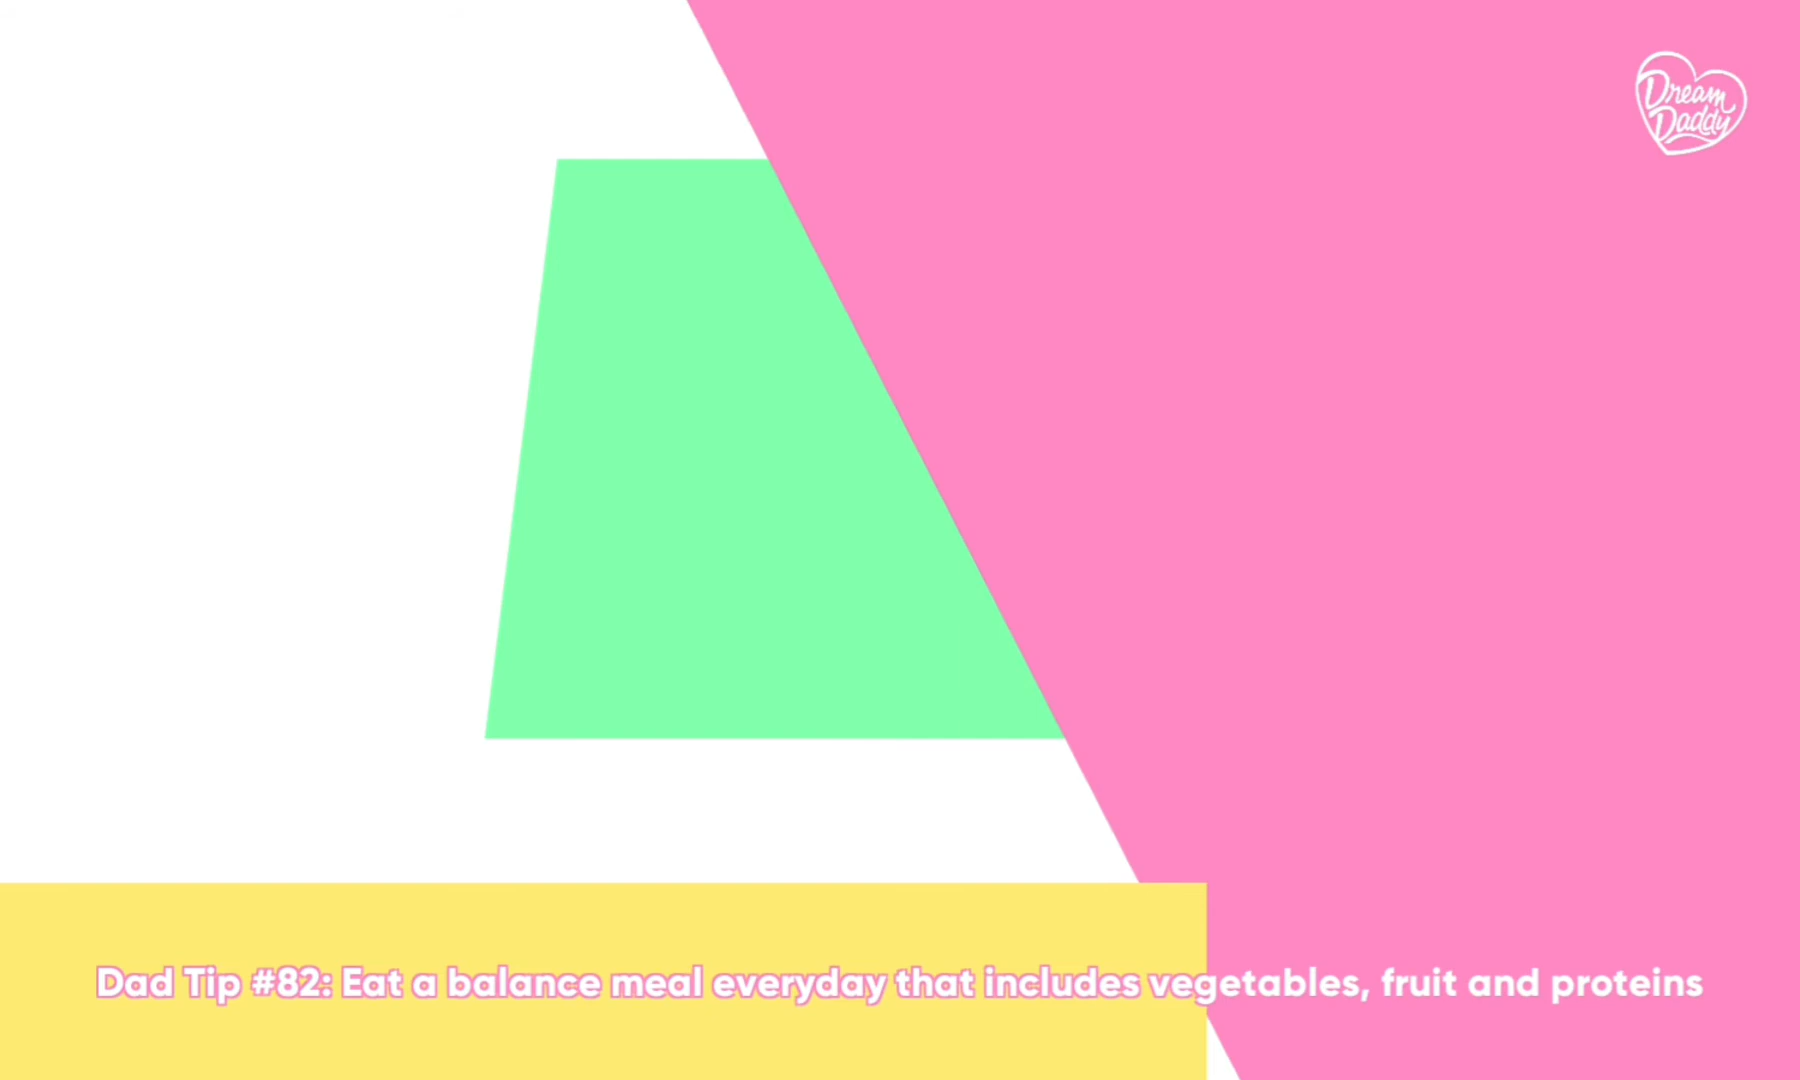 Dream
Daddy
Dad Tip #82: Eat a balance meal everyday that includes vegetables, fruit and proteins